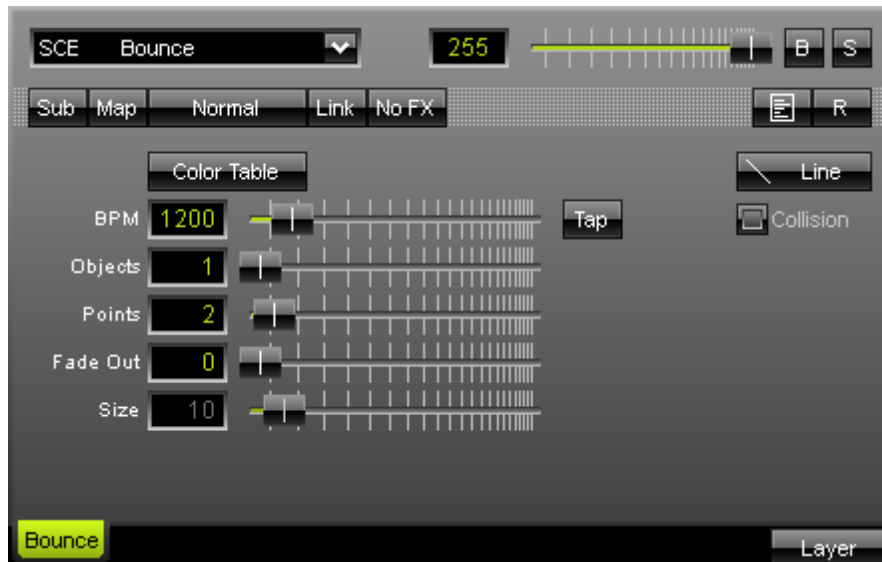 SCE Bounce 255 B S
Sub Map Normal Link No FX R
Color Table Line
BPM 1200 Tap Collision
Objects 1
Points 2
Fade Out 0
Size 10
Bounce Layer